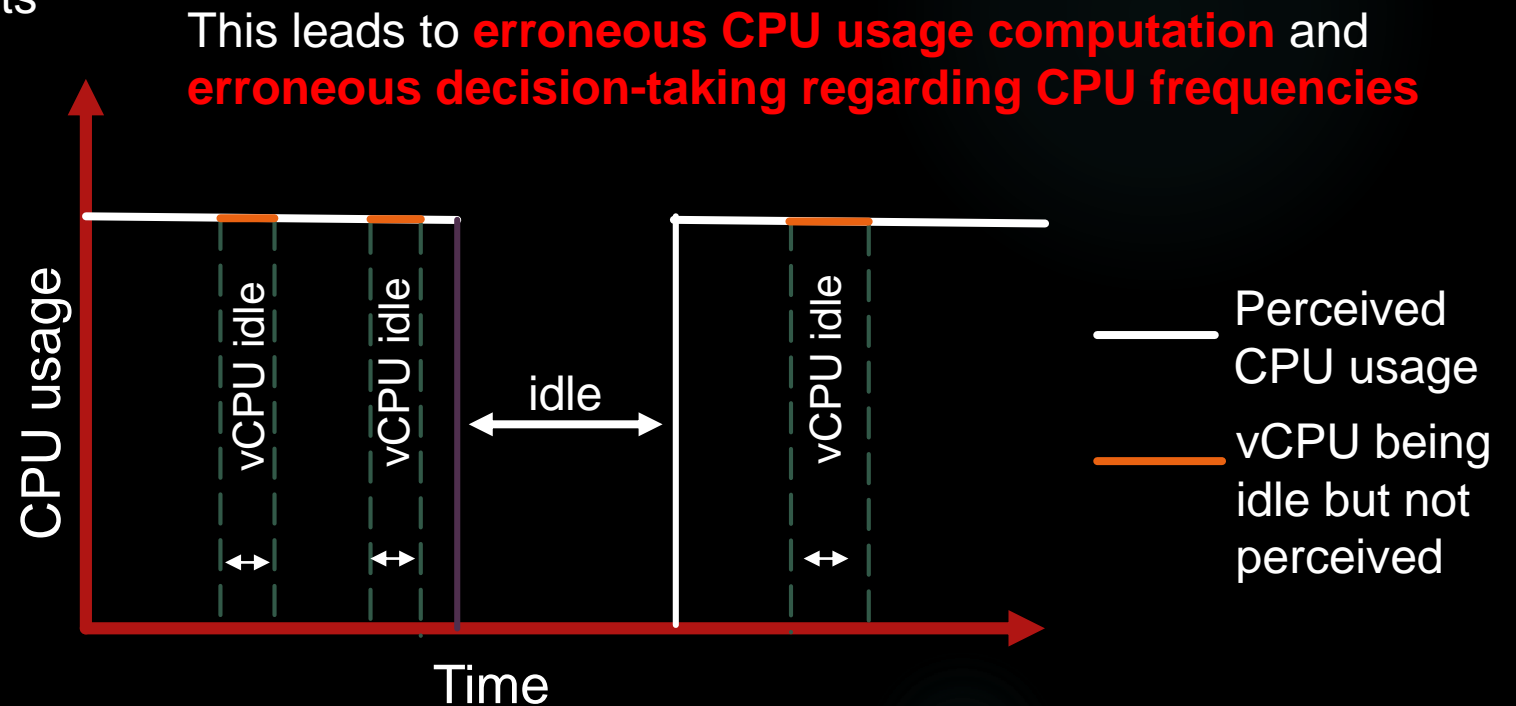 ts
This leads to erroneous CPU usage computation and
erroneous decision-taking regarding CPU frequencies
CPU usage
vCPU idle
vCPU idle
idle
vCPU idle
Time
Perceived
CPU usage
vCPU being
idle but not
perceived